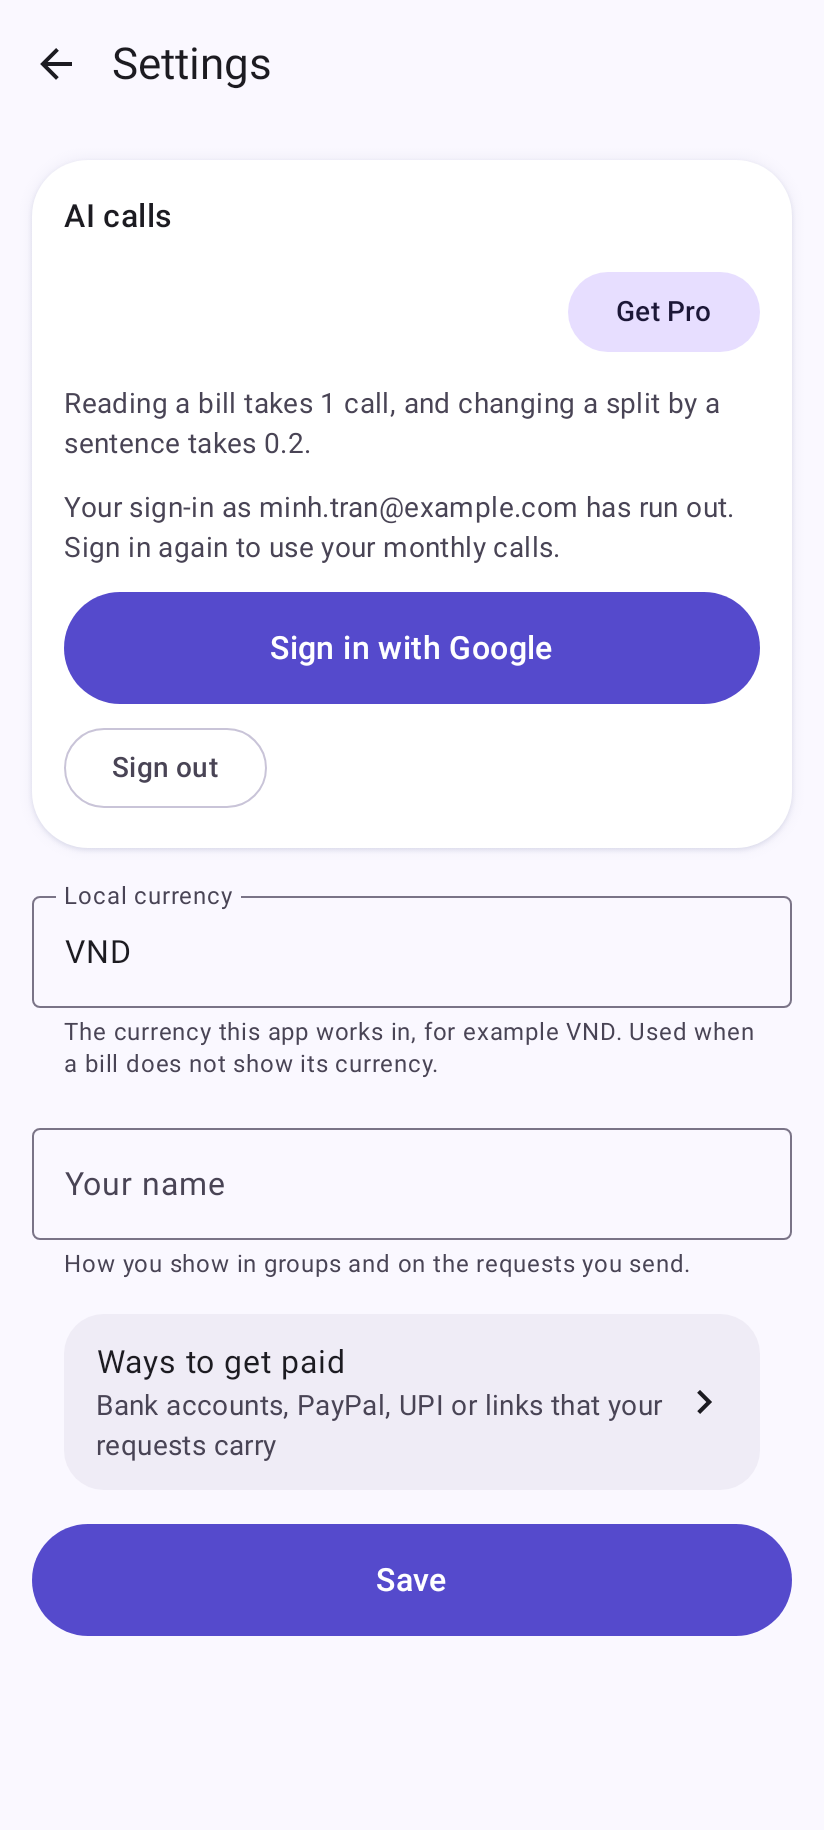 Settings
AI calls
Get Pro
Reading a bill takes 1 call, and changing a split by a
sentence takes 0.2.
Your sign-in as minh.tran@example.com has run out.
Sign in again to use your monthly calls.
Sign in with Google
Sign out
Local currency
VND
The currency this app works in, for example VND. Used when
a bill does not show its currency.
Your name
How you show in groups and on the requests you send.
Ways to get paid
Bank accounts, PayPal, UPI or links that your
requests carry
Save